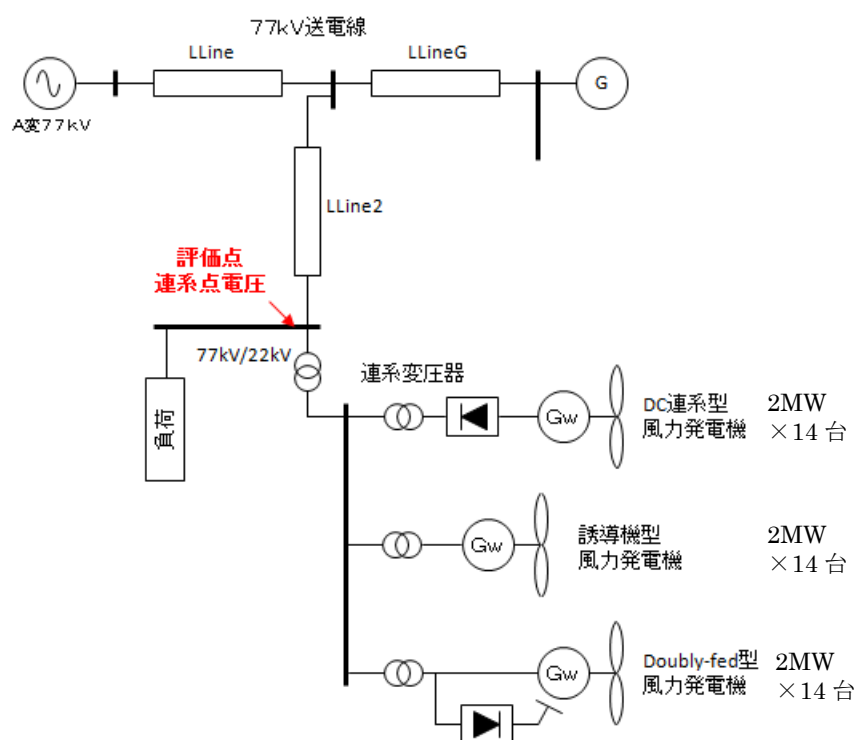 77kV送電線
LLine
LLineG
G
A変77kV
LLine2
評価点
連系点電圧
77kV/22kV
連系変圧器
負荷
Gw
DC連系型
風力発電機
2MW
×14台
Gw
誘導機型
風力発電機
2MW
×14台
Gw
Doubly-fed型
風力発電機
2MW
×14台